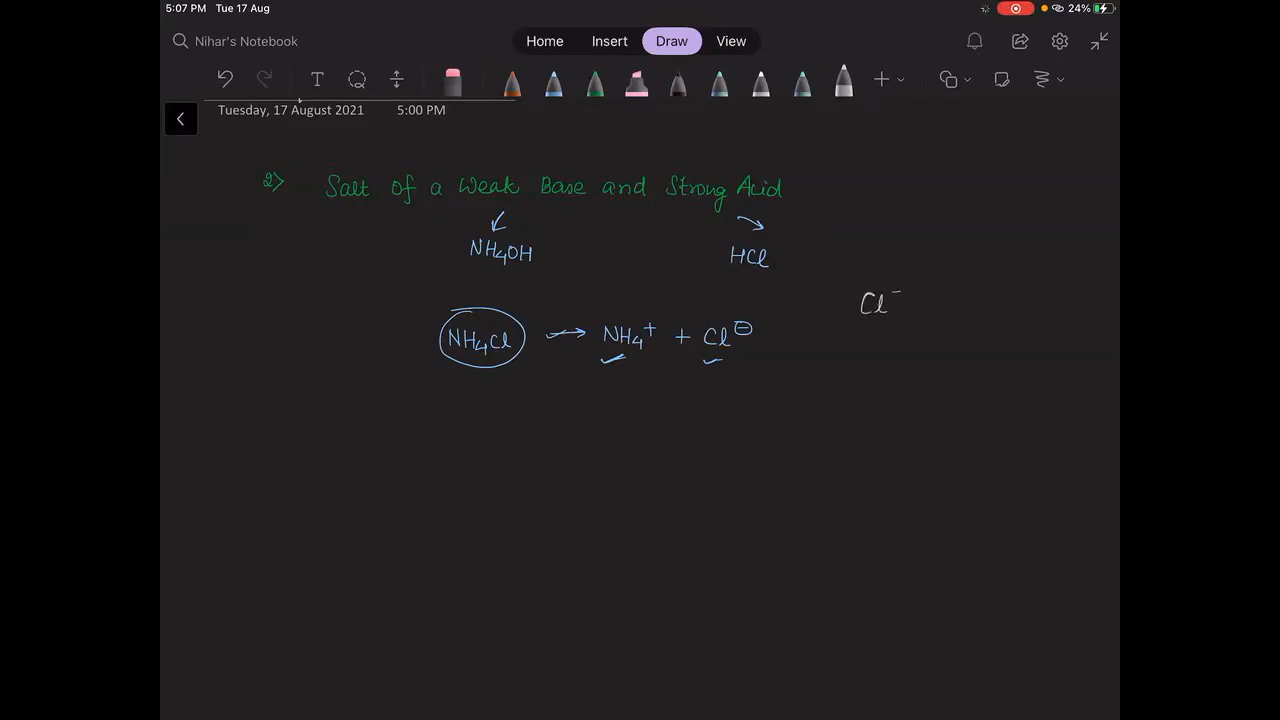 5:07 PM Tue 17 Aug 24%
Nihar's Notebook Home Insert Draw View
T
Tuesday, 17 August 2021 5:00 PM
2> Salt of a Weak Base and Strong Acid
NH₄OH HCl
Cl⁻
NH₄Cl → NH₄⁺ + Cl⊖